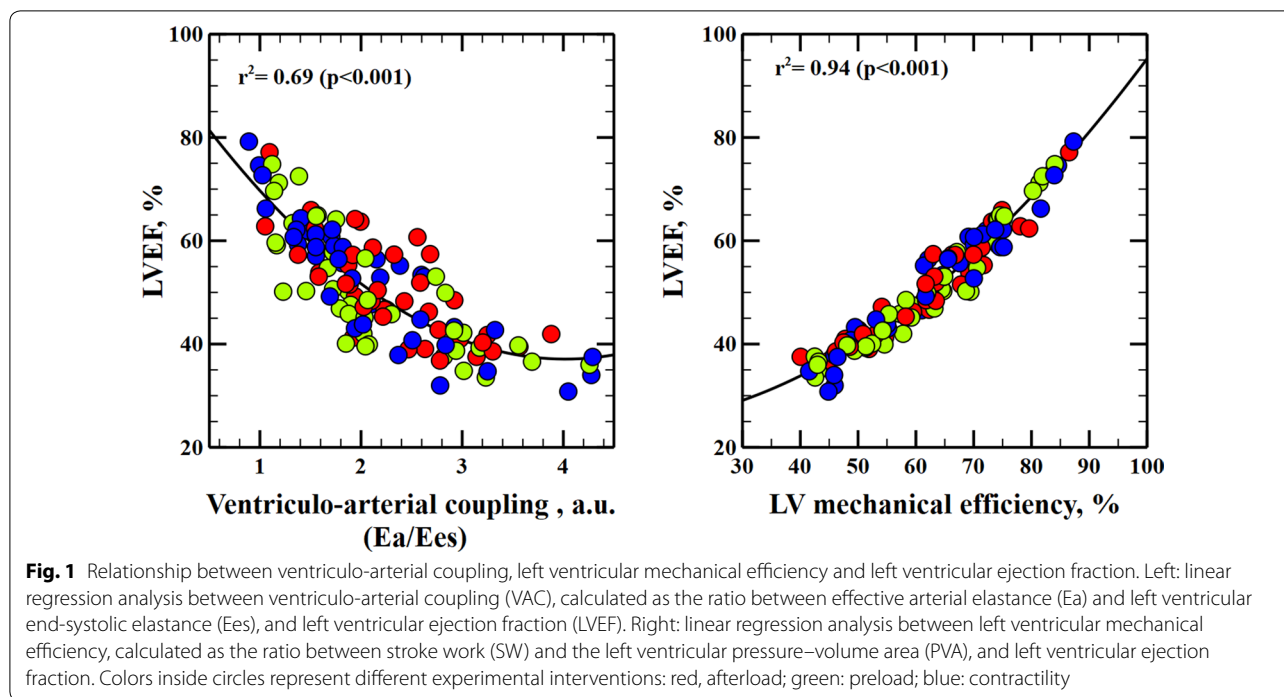 100
80
60
40
20
LVEF, %
r²= 0.69 (p<0.001)
1 2 3 4
Ventriculo-arterial coupling , a.u.
(Ea/Ees)
100
80
60
40
20
LVEF, %
r²= 0.94 (p<0.001)
30 40 50 60 70 80 90 100
LV mechanical efficiency, %
Fig. 1 Relationship between ventriculo-arterial coupling, left ventricular mechanical efficiency and left ventricular ejection fraction. Left: linear
regression analysis between ventriculo-arterial coupling (VAC), calculated as the ratio between effective arterial elastance (Ea) and left ventricular
end-systolic elastance (Ees), and left ventricular ejection fraction (LVEF). Right: linear regression analysis between left ventricular mechanical
efficiency, calculated as the ratio between stroke work (SW) and the left ventricular pressure–volume area (PVA), and left ventricular ejection
fraction. Colors inside circles represent different experimental interventions: red, afterload; green: preload; blue: contractility